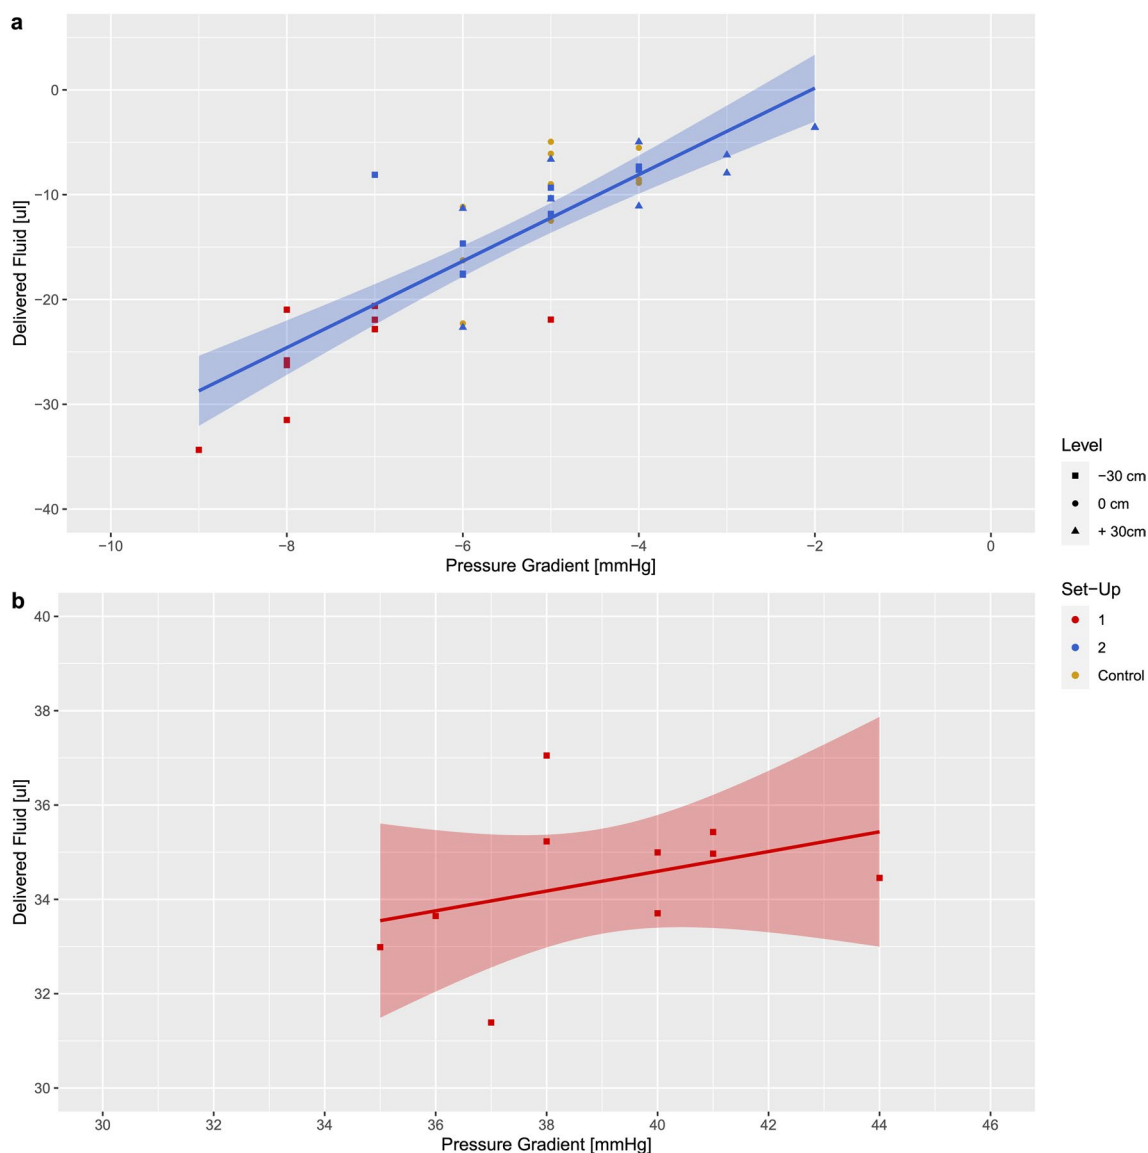 a
0
−10
−20
−30
−40
Delivered Fluid [ul]
−10 −8 −6 −4 −2 0
Pressure Gradient [mmHg]
Level
−30 cm
0 cm
+ 30cm
Set−Up
1
2
Control
b
40
38
36
34
32
30
Delivered Fluid [ul]
30 32 34 36 38 40 42 44 46
Pressure Gradient [mmHg]